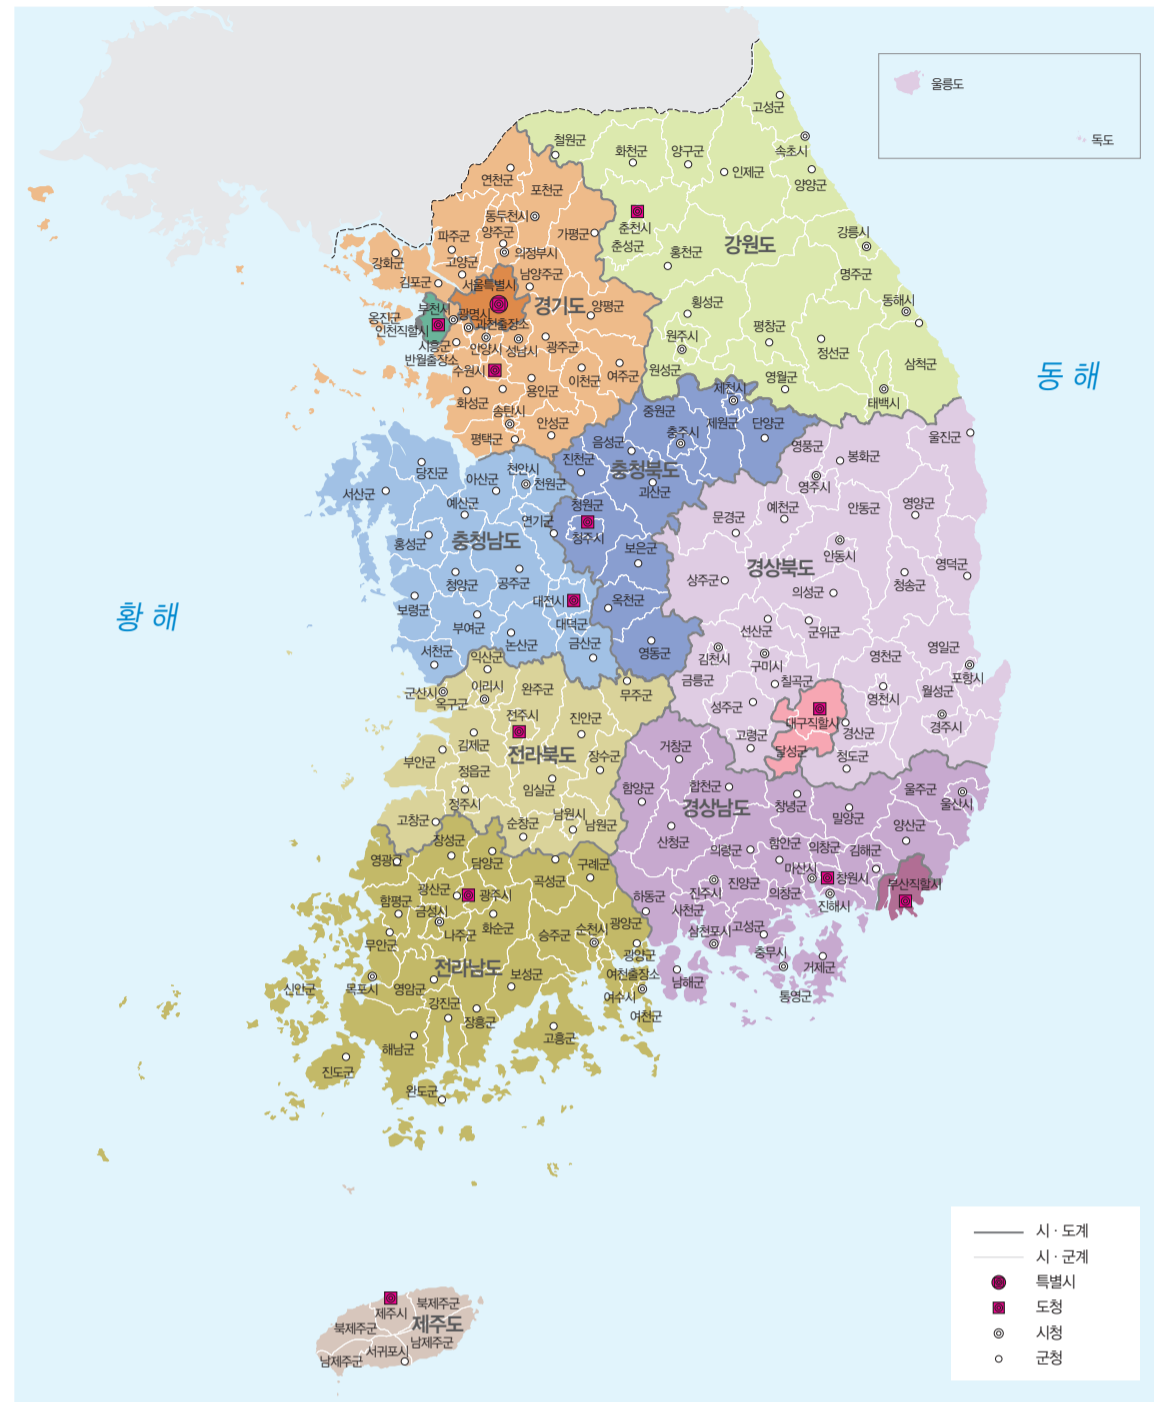 울릉도
독도
고성군
철원군
화천군
양구군
속초시
인제군
양양군
연천군
포천군
동두천시
춘천시
춘성군
강원도
강릉시
파주군
양주군
가평군
의정부시
홍천군
강화군
고양군
남양주군
명주군
김포군
서울특별시
동해시
부천시
광명시
경기도
양평군
횡성군
옹진군
인천직할시
과천출장소
평창군
시흥군
안양시
성남시
광주군
원주시
정선군
반월출장소
삼척군
수원시
이천군
여주군
원성군
영월군
동해
화성군
용인군
제천시
태백시
송탄시
안성군
중원군
제원군
단양군
평택군
음성군
충주시
영풍군
울진군
당진군
아산군
천안시
천원군
진천군
충청북도
봉화군
서산군
예산군
괴산군
영주시
청원군
예천군
안동군
영양군
홍성군
충청남도
연기군
청주시
문경군
보은군
안동시
청양군
공주군
상주군
경상북도
청송군
영덕군
황해
보령군
대전시
옥천군
의성군
부여군
대덕군
선산군
군위군
서천군
논산군
금산군
영동군
김천시
구미시
영천군
영일군
익산군
금릉군
칠곡군
포항시
군산시
이리시
완주군
무주군
영천시
월성군
옥구군
전주시
진안군
성주군
대구직할시
경산군
경주시
김제군
고령군
부안군
전라북도
장수군
거창군
달성군
청도군
정읍군
정주시
임실군
함양군
합천군
울주군
경상남도
창녕군
울산시
고창군
순창군
남원시
남원군
밀양군
양산군
장성군
산청군
의령군
함안군
의창군
김해군
영광군
담양군
곡성군
구례군
마산시
창원시
부산직할시
광산군
광주시
하동군
진주시
진양군
의창군
진해시
함평군
금성시
화순군
사천군
무안군
나주군
승주군
순천시
광양군
삼천포시
고성군
전라남도
광양군
충무시
거제군
신안군
목포시
영암군
보성군
여천출장소
남해군
강진군
여수시
통영군
장흥군
여천군
해남군
고흥군
진도군
완도군
북제주군
제주시
북제주군
제주도
남제주군
서귀포시
남제주군
시 · 도계
시 · 군계
특별시
도청
시청
군청